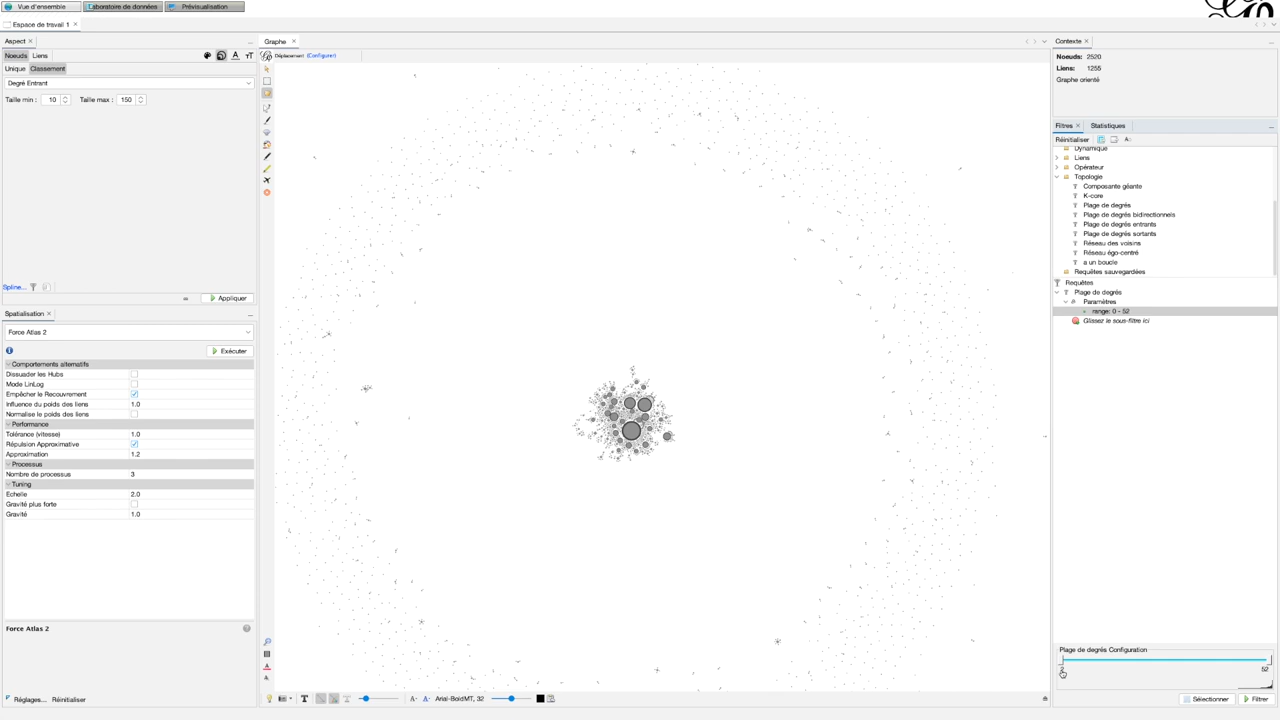 Vue d'ensemble
Laboratoire de données
Prévisualisation
Espace de travail 1
Aspect
Noeuds Liens
Unique Classement
Degré Entrant
Taille min : 10 Taille max : 150
Spline...
Appliquer
Spatialisation
Force Atlas 2
Exécuter
Comportements alternatifs
Dissuader les Hubs
Mode LinLog
Empêcher le Recouvrement
Influence du poids des liens 1.0
Normalise le poids des liens
Performance
Tolérance (vitesse) 1.0
Répulsion Approximative
Approximation 1.2
Processus
Nombre de processus 3
Tuning
Echelle 2.0
Gravité plus forte
Gravité 1.0
Force Atlas 2
Réglages... Réinitialiser
Graphe
Déplacement (Configurer)
Arial-BoldMT, 32
Contexte
Noeuds: 2520
Liens: 1255
Graphe orienté
Filtres Statistiques
Réinitialiser
Dynamique
Liens
Opérateur
Topologie
Composante géante
K-core
Plage de degrés
Plage de degrés bidirectionnels
Plage de degrés entrants
Plage de degrés sortants
Réseau des voisins
Réseau égo-centré
a un boucle
Requêtes sauvegardées
Requêtes
Plage de degrés
Paramètres
range: 0 - 52
Glissez le sous-filtre ici
Plage de degrés Configuration
52
Sélectionner
Filtrer